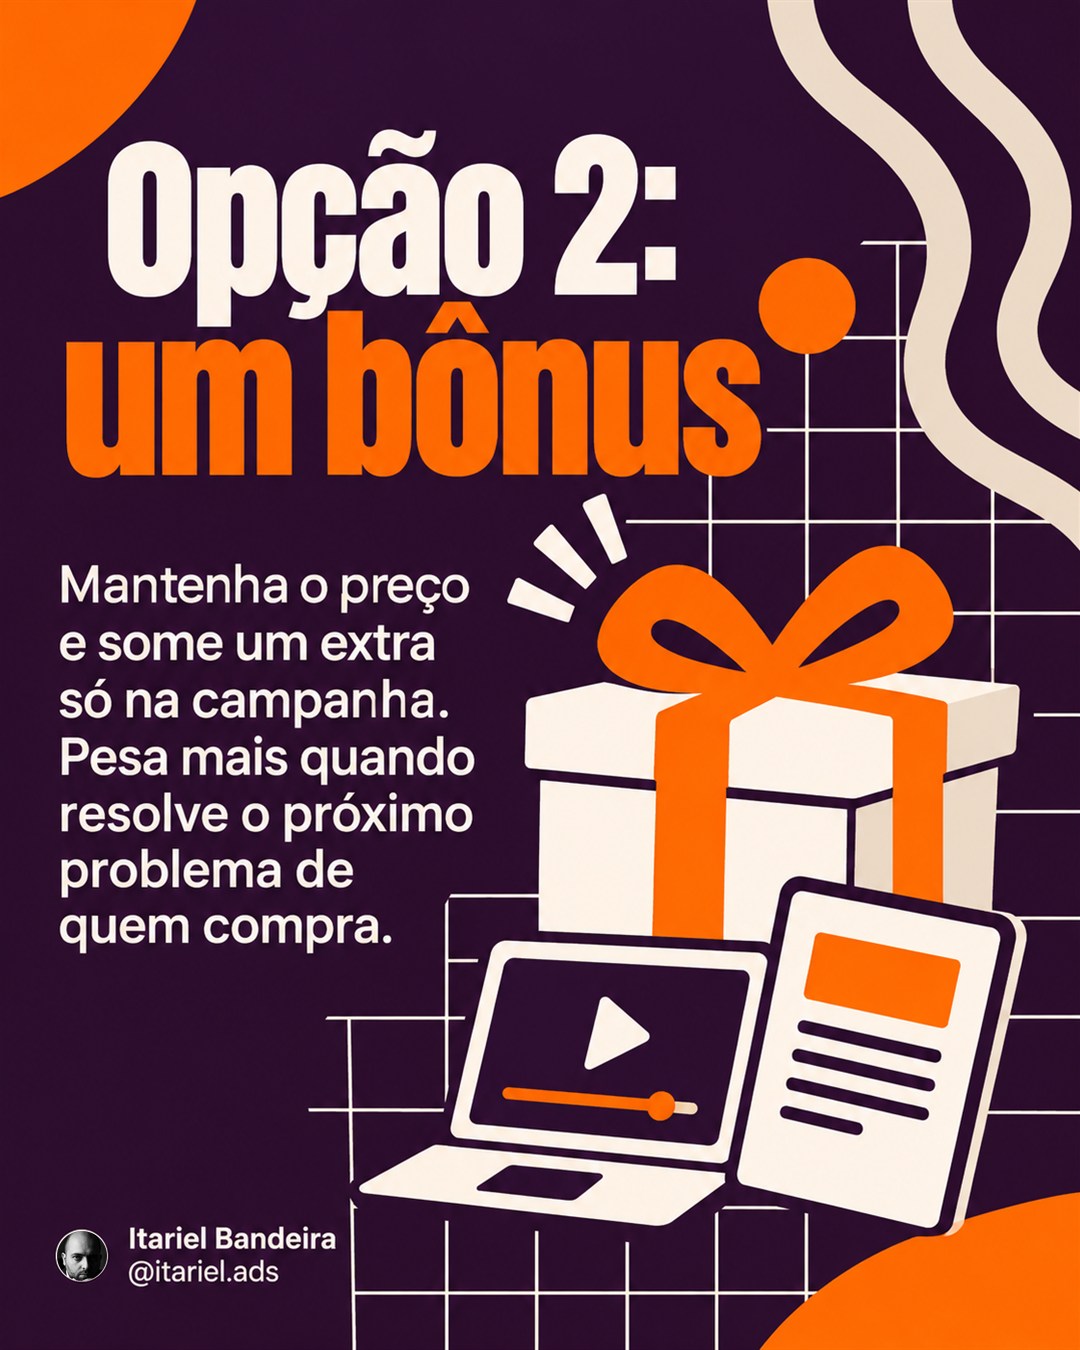 Opção 2:
um bônus
Mantenha o preço
e some um extra
só na campanha.
Pesa mais quando
resolve o próximo
problema de
quem compra.
Itariel Bandeira
@itariel.ads